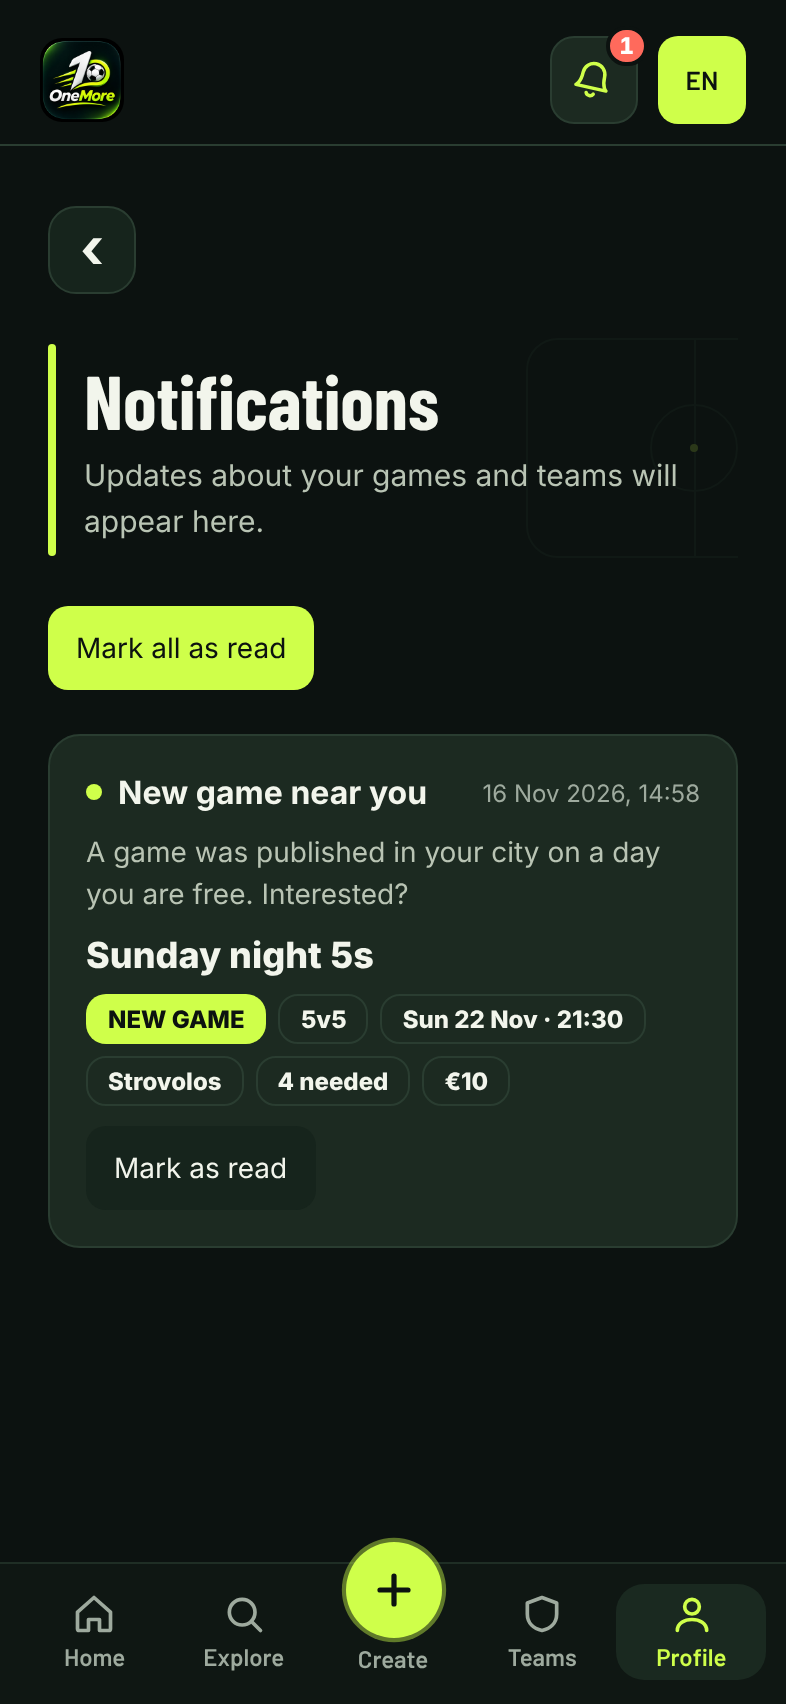 OneMore
1
EN
Notifications
Updates about your games and teams will
appear here.
Mark all as read
New game near you
16 Nov 2026, 14:58
A game was published in your city on a day
you are free. Interested?
Sunday night 5s
NEW GAME
5v5
Sun 22 Nov · 21:30
Strovolos
4 needed
€10
Mark as read
Home
Explore
Create
Teams
Profile